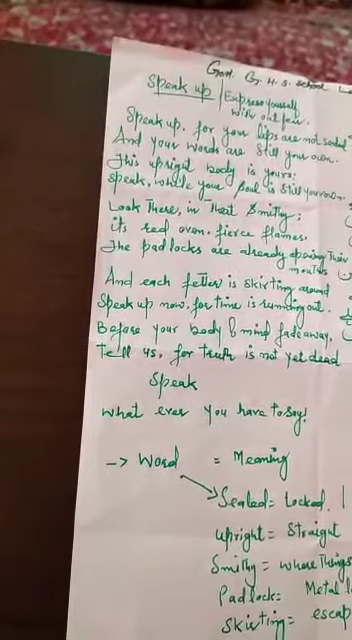 Govt. G. H. S. school
Speak up / Express yourself
with out fear.
Speak up, for your lips are not sealed
And your words are still your own.
This upright body is yours;
speak, while your soul is still your own.
Look There, in Their Smithy;
its red oven. fierce flames.
The padlocks are already opening their
mouths
And each fetter is skirting around
Speak up now, for time is running out.
Before your body & mind fade away,
Tell us, for truth is not yet dead
Speak
what ever you have to say!
-> Word = Meaning
Sealed = Locked. |
upright = Straight
Smithy = where Things
Padlock = Metal
Skirting = escap